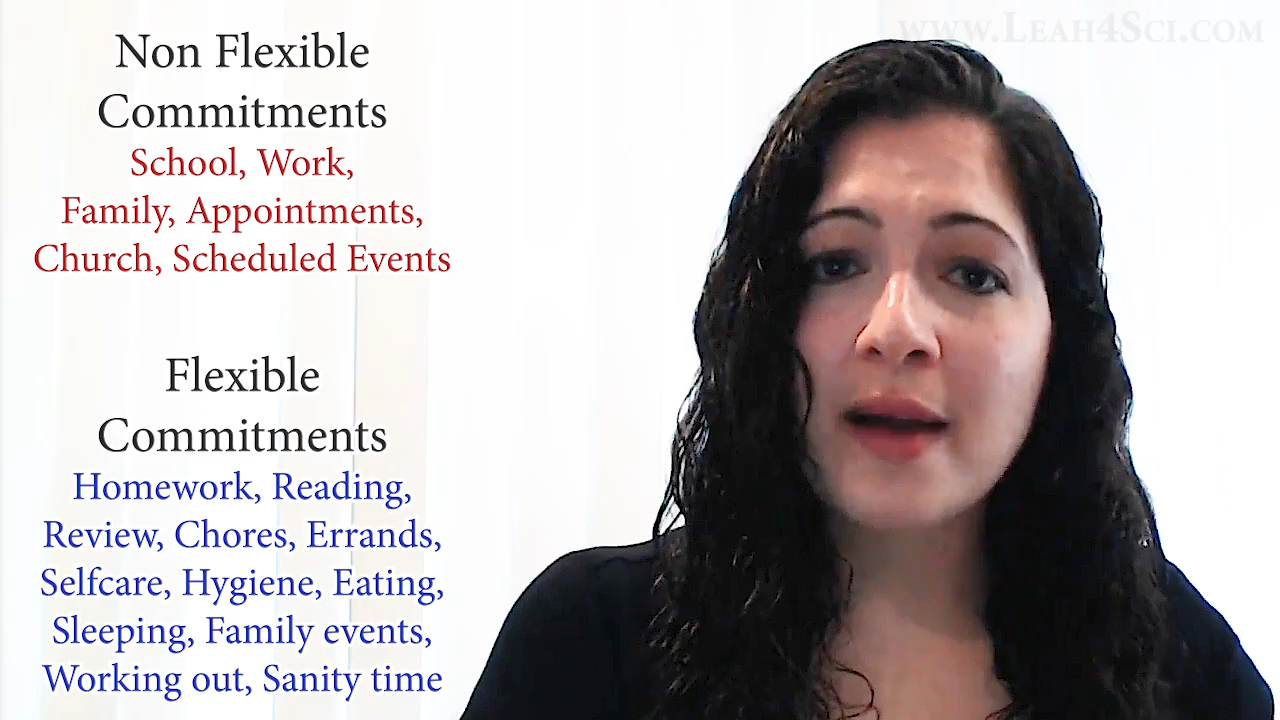 www.Leah4Sci.com
Non Flexible
Commitments
School, Work,
Family, Appointments,
Church, Scheduled Events
Flexible
Commitments
Homework, Reading,
Review, Chores, Errands,
Selfcare, Hygiene, Eating,
Sleeping, Family events,
Working out, Sanity time